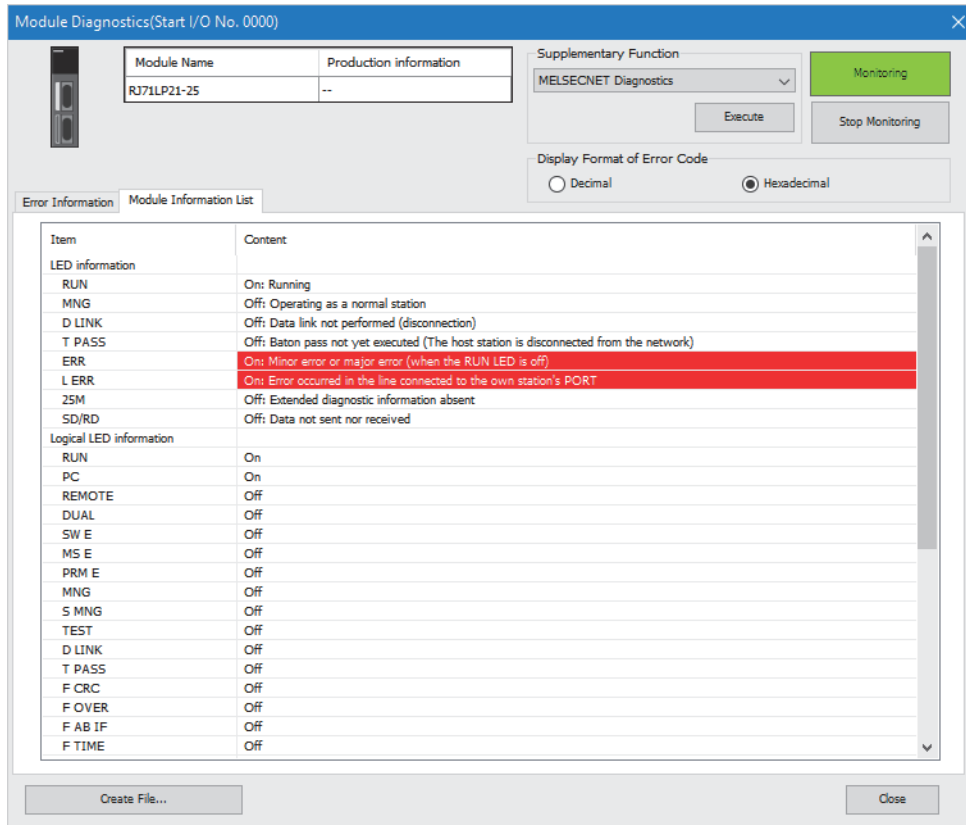 Module Diagnostics(Start I/O No. 0000)
Module Name Production information
RJ71LP21-25 --
Supplementary Function
MELSECNET Diagnostics
Execute
Monitoring
Stop Monitoring
Display Format of Error Code
Decimal Hexadecimal
Error Information Module Information List
Item Content
LED information
RUN On: Running
MNG Off: Operating as a normal station
D LINK Off: Data link not performed (disconnection)
T PASS Off: Baton pass not yet executed (The host station is disconnected from the network)
ERR On: Minor error or major error (when the RUN LED is off)
L ERR On: Error occurred in the line connected to the own station's PORT
25M Off: Extended diagnostic information absent
SD/RD Off: Data not sent nor received
Logical LED information
RUN On
PC On
REMOTE Off
DUAL Off
SW E Off
MS E Off
PRM E Off
MNG Off
S MNG Off
TEST Off
D LINK Off
T PASS Off
F CRC Off
F OVER Off
F AB IF Off
F TIME Off
Create File... Close